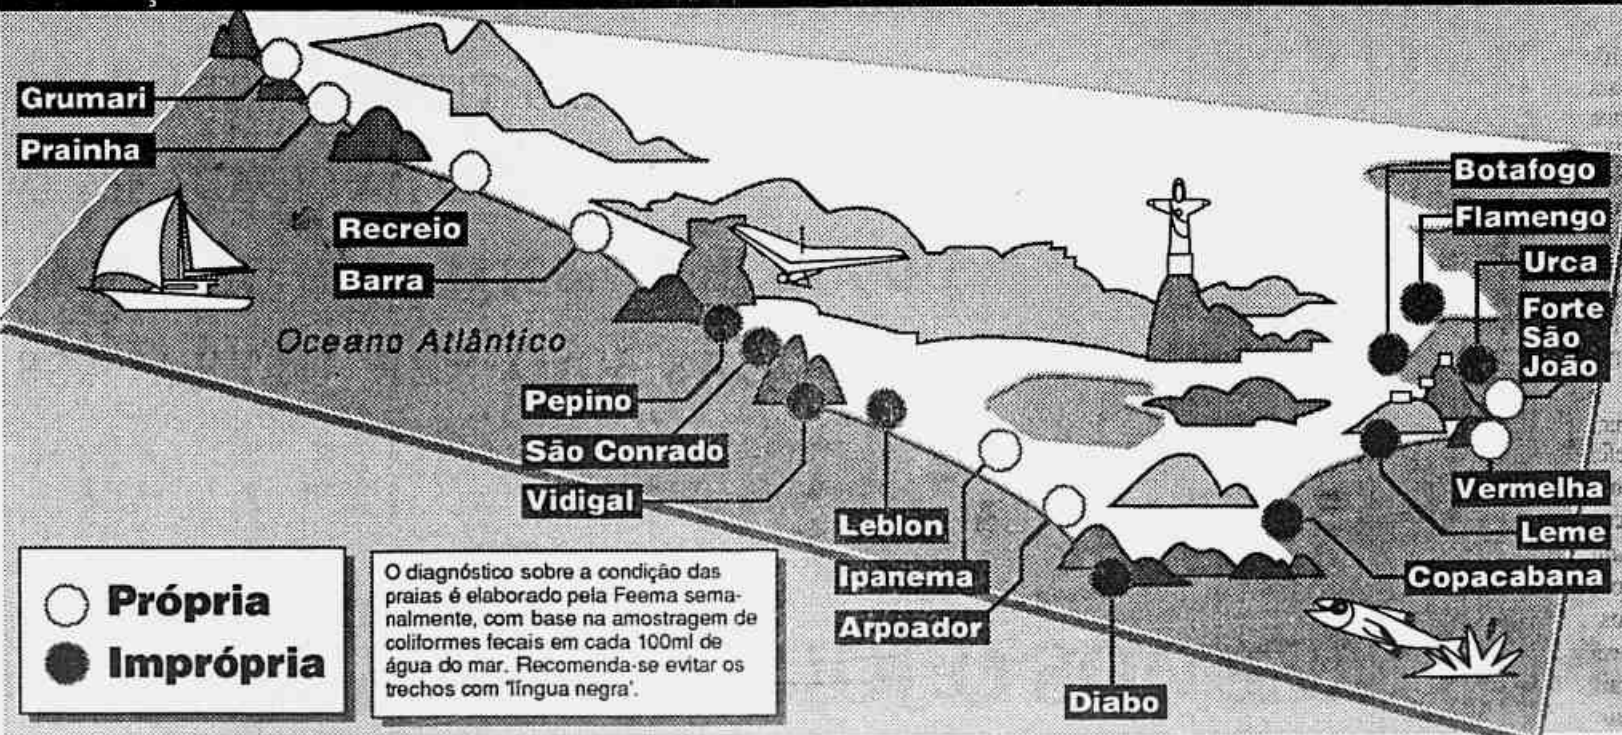 Grumari
Prainha
Recreio
Barra
Oceano Atlântico
Pepino
São Conrado
Vidigal
Leblon
Ipanema
Arpoador
Diabo
Botafogo
Flamengo
Urca
Forte
São
João
Vermelha
Leme
Copacabana
Própria
Imprópria
O diagnóstico sobre a condição das
praias é elaborado pela Feema sema-
nalmente, com base na amostragem de
coliformes fecais em cada 100ml de
água do mar. Recomenda-se evitar os
trechos com 'língua negra'.